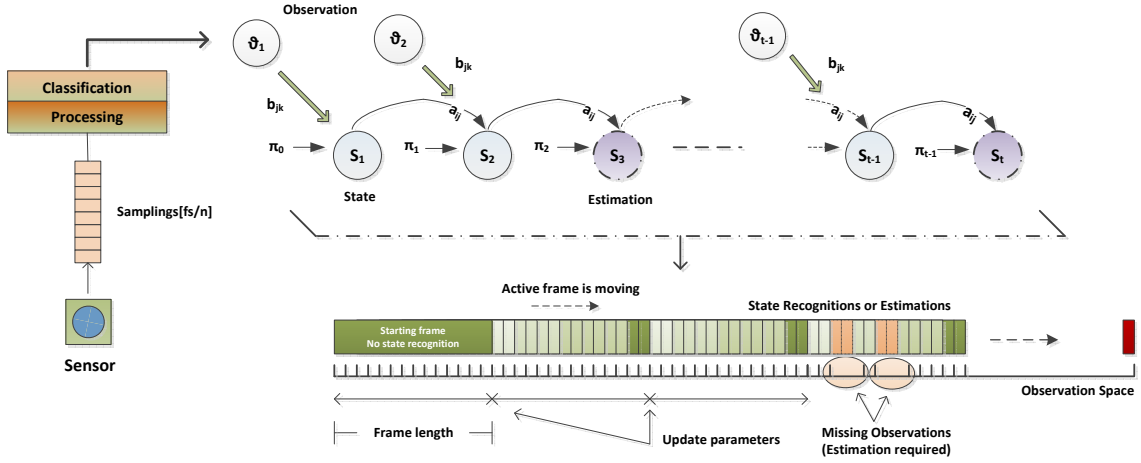 Observation
ϑ1
ϑ2
ϑt-1
bjk
bjk
bjk
Classification
Processing
aij
aij
aij
aij
π0
S1
π1
S2
π2
S3
St-1
πt-1
St
State
Estimation
Samplings[fs/n]
Sensor
Active frame is moving
State Recognitions or Estimations
Starting frame
No state recognition
Observation Space
Frame length
Update parameters
Missing Observations
(Estimation required)